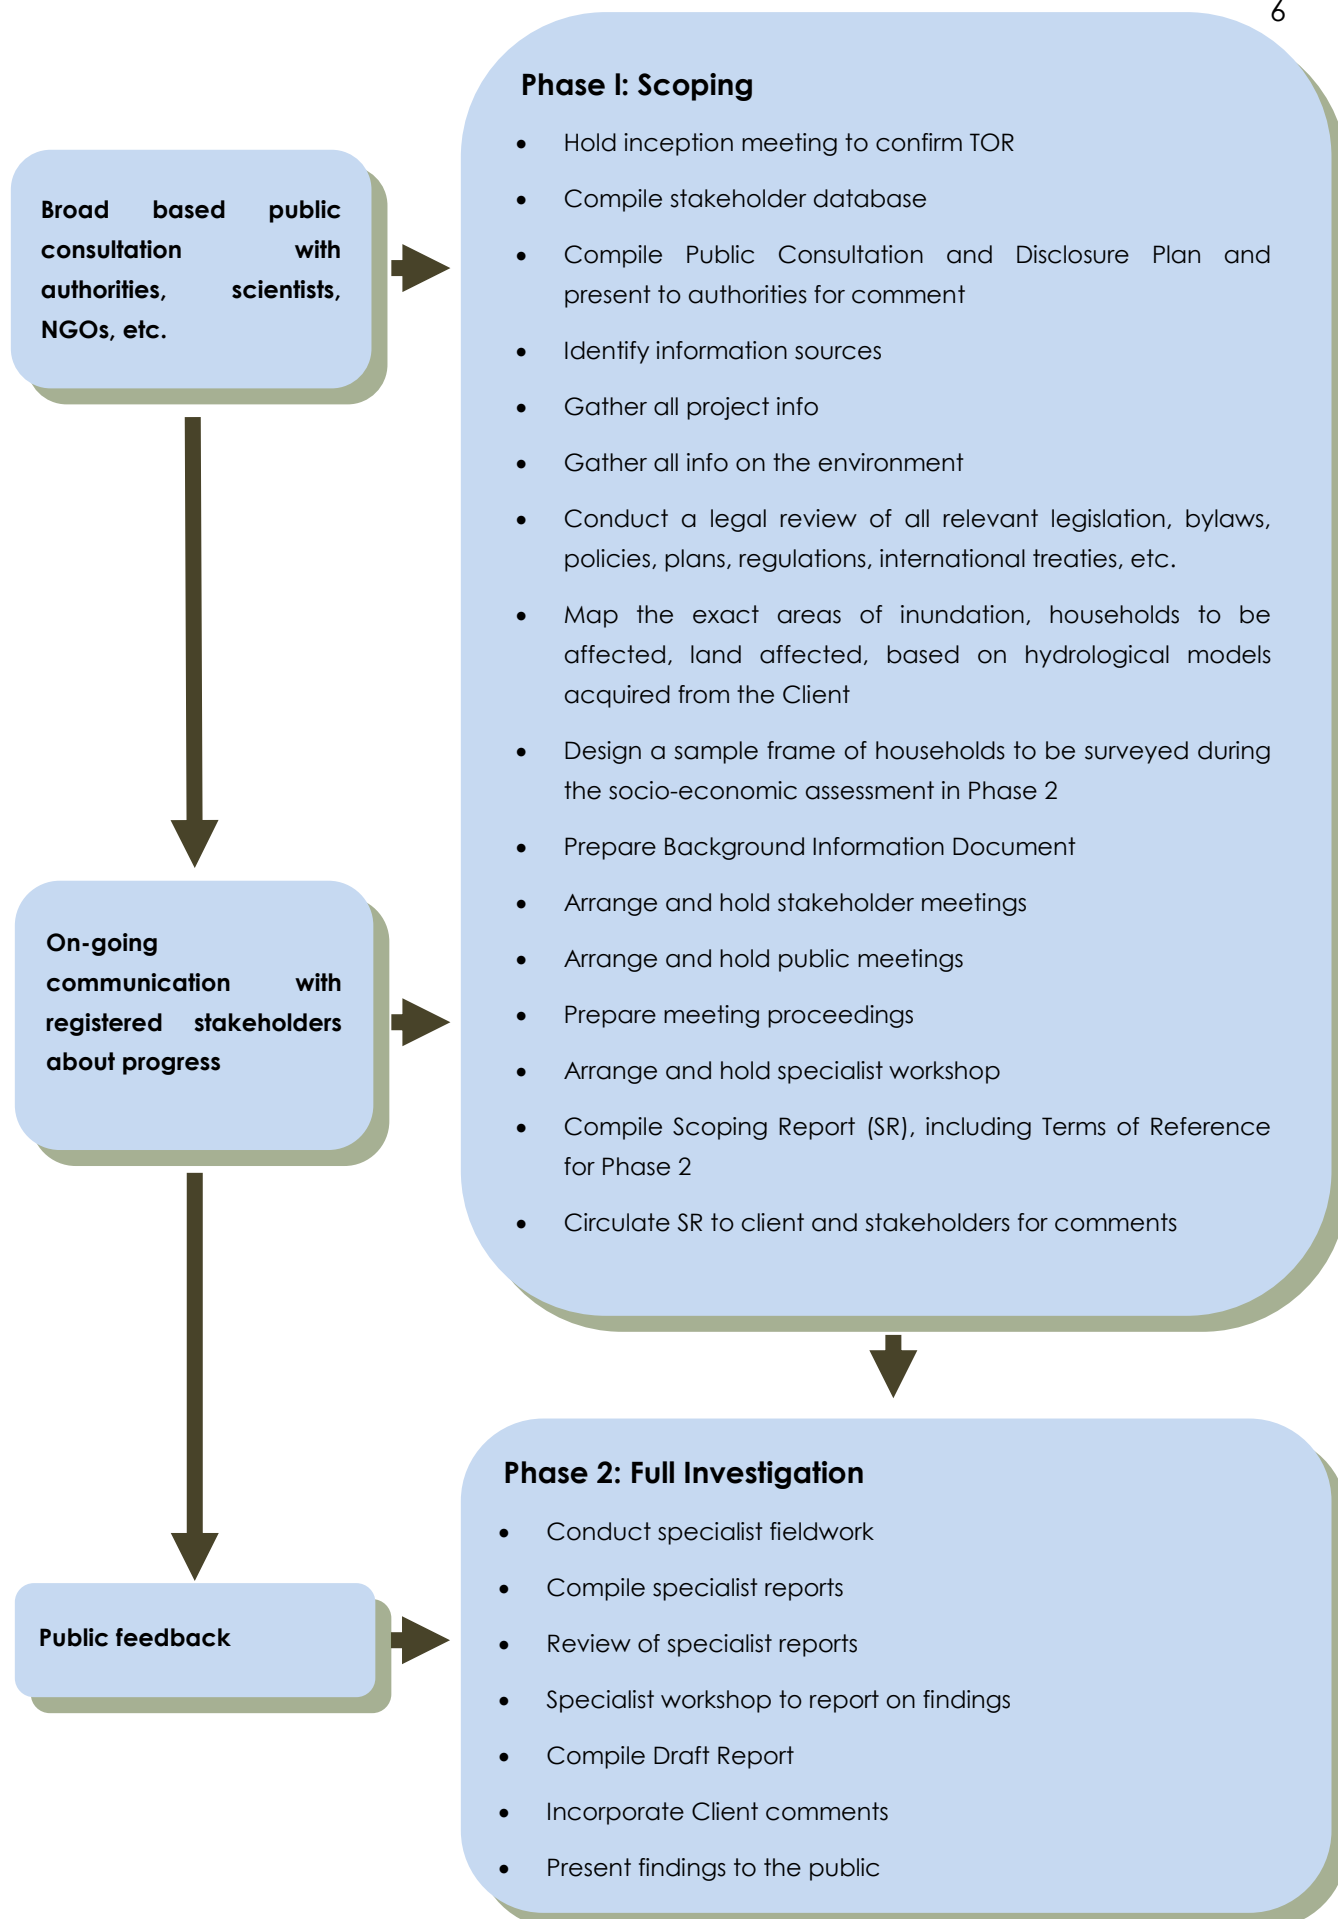 6
Broad based public
consultation with
authorities, scientists,
NGOs, etc.
Phase I: Scoping
• Hold inception meeting to confirm TOR
• Compile stakeholder database
• Compile Public Consultation and Disclosure Plan and
present to authorities for comment
• Identify information sources
• Gather all project info
• Gather all info on the environment
• Conduct a legal review of all relevant legislation, bylaws,
policies, plans, regulations, international treaties, etc.
• Map the exact areas of inundation, households to be
affected, land affected, based on hydrological models
acquired from the Client
• Design a sample frame of households to be surveyed during
the socio-economic assessment in Phase 2
• Prepare Background Information Document
• Arrange and hold stakeholder meetings
• Arrange and hold public meetings
• Prepare meeting proceedings
• Arrange and hold specialist workshop
• Compile Scoping Report (SR), including Terms of Reference
for Phase 2
• Circulate SR to client and stakeholders for comments
On-going
communication with
registered stakeholders
about progress
Public feedback
Phase 2: Full Investigation
• Conduct specialist fieldwork
• Compile specialist reports
• Review of specialist reports
• Specialist workshop to report on findings
• Compile Draft Report
• Incorporate Client comments
• Present findings to the public